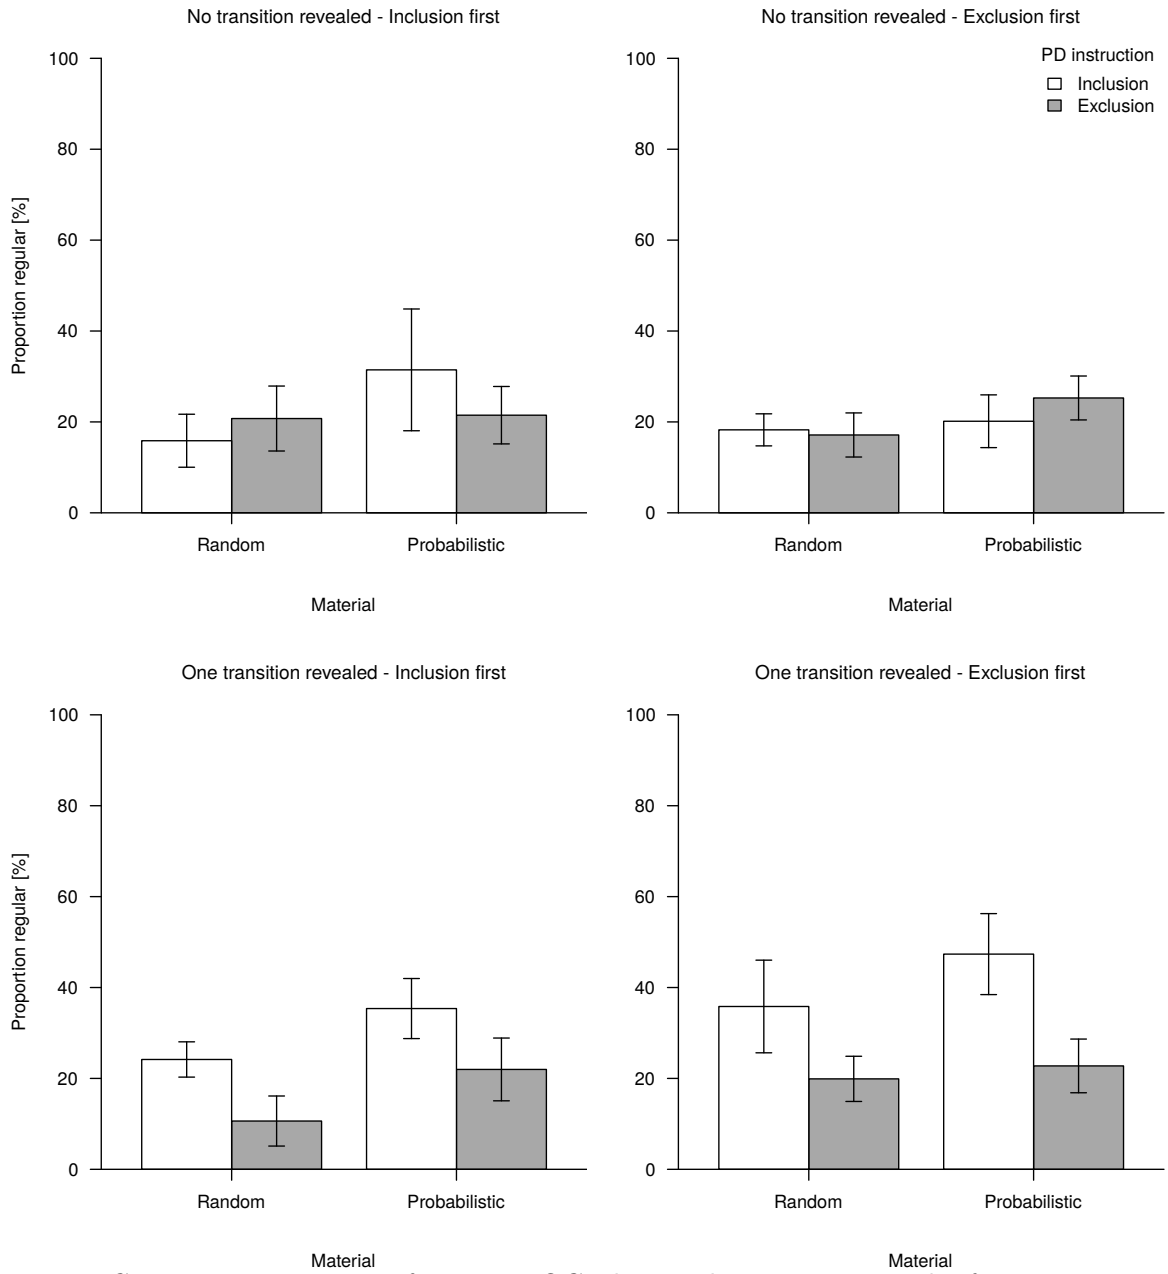 No transition revealed - Inclusion first
100
80
60
40
20
0
Proportion regular [%]
Random Probabilistic
Material
No transition revealed - Exclusion first
PD instruction
Inclusion
Exclusion
100
80
60
40
20
0
Random Probabilistic
Material
One transition revealed - Inclusion first
100
80
60
40
20
0
Proportion regular [%]
Random Probabilistic
Material
One transition revealed - Exclusion first
100
80
60
40
20
0
Random Probabilistic
Material